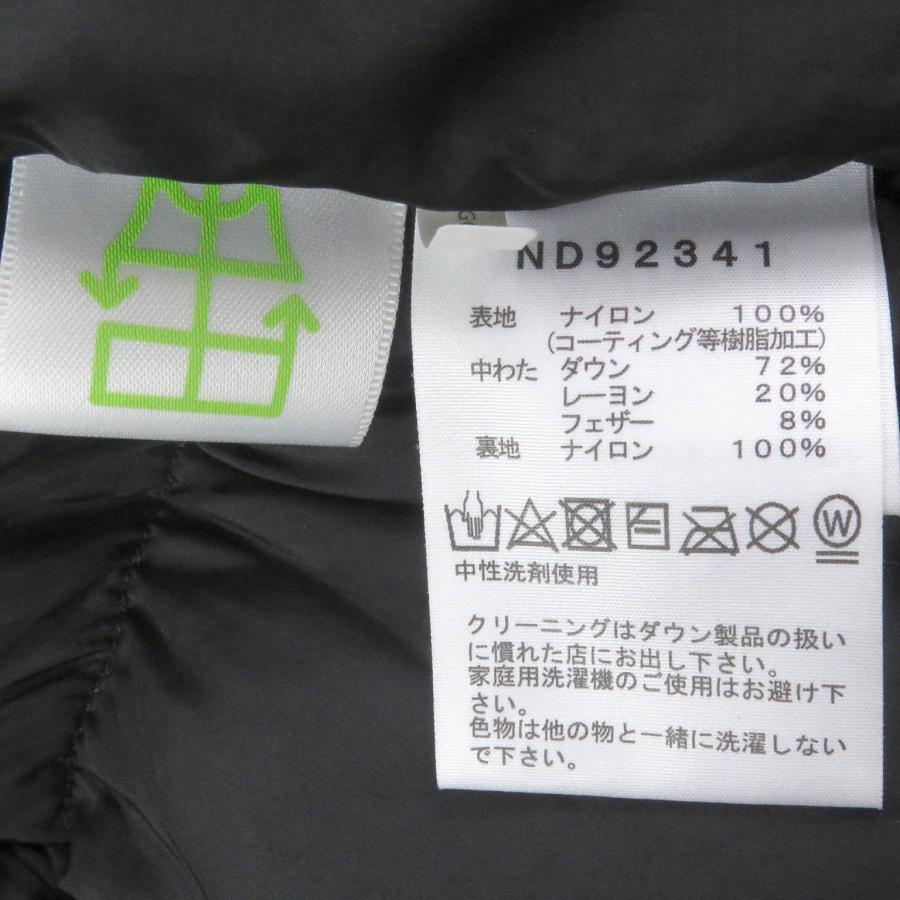 ND92341
表地 ナイロン 100%
(コーティング等樹脂加工)
中わた ダウン 72%
レーヨン 20%
フェザー 8%
裏地 ナイロン 100%
W
中性洗剤使用
クリーニングはダウン製品の扱い
に慣れた店にお出し下さい。
家庭用洗濯機のご使用はお避け下
さい。
色物は他の物と一緒に洗濯しない
で下さい。